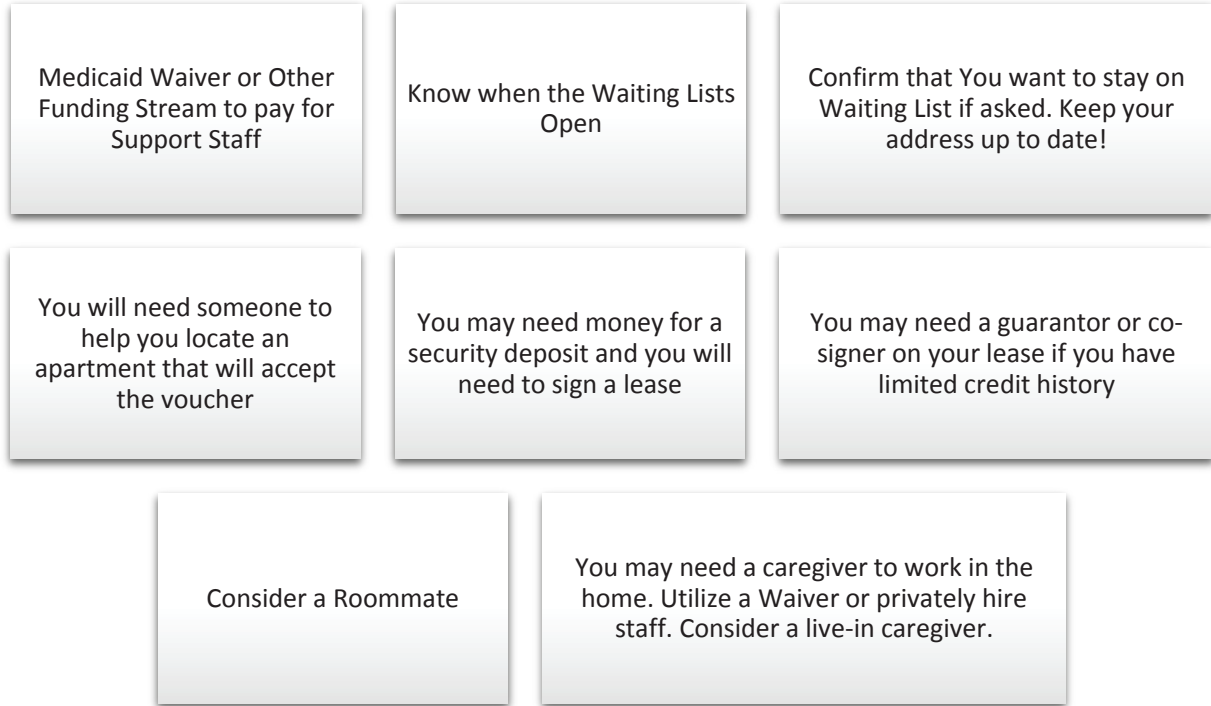 Medicaid Waiver or Other
Funding Stream to pay for
Support Staff
Know when the Waiting Lists
Open
Confirm that You want to stay on
Waiting List if asked. Keep your
address up to date!
You will need someone to
help you locate an
apartment that will accept
the voucher
You may need money for a
security deposit and you will
need to sign a lease
You may need a guarantor or co-
signer on your lease if you have
limited credit history
Consider a Roommate
You may need a caregiver to work in the
home. Utilize a Waiver or privately hire
staff. Consider a live-in caregiver.